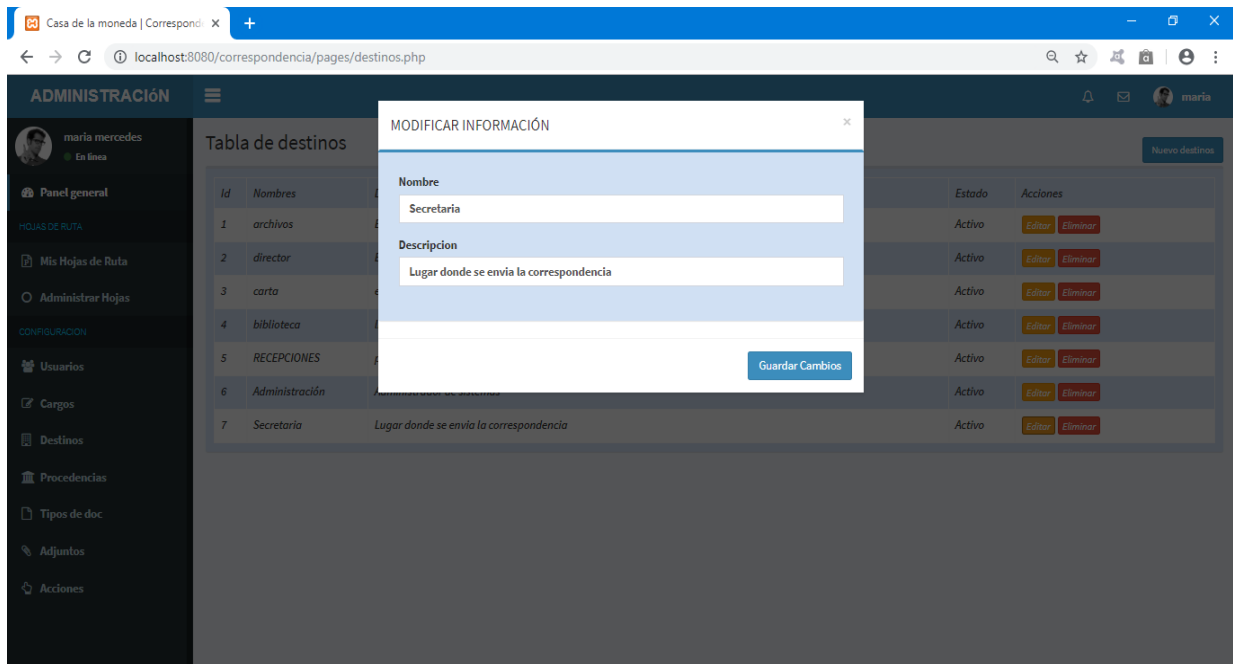 Casa de la moneda | Correspond
localhost:8080/correspondencia/pages/destinos.php
ADMINISTRACIóN
maria
maria mercedes
En linea
Panel general
HOJAS DE RUTA
Mis Hojas de Ruta
Administrar Hojas
CONFIGURACION
Usuarios
Cargos
Destinos
Procedencias
Tipos de doc
Adjuntos
Acciones
Tabla de destinos
Nuevo destinos
MODIFICAR INFORMACIÓN ×
Nombre
Secretaria
Descripcion
Lugar donde se envia la correspondencia
Guardar Cambios
Id Nombres Estado Acciones
1 archivos Activo Editar Eliminar
2 director Activo Editar Eliminar
3 carta Activo Editar Eliminar
4 biblioteca Activo Editar Eliminar
5 RECEPCIONES Activo Editar Eliminar
6 Administración Administrador de sistemas Activo Editar Eliminar
7 Secretaria Lugar donde se envia la correspondencia Activo Editar Eliminar